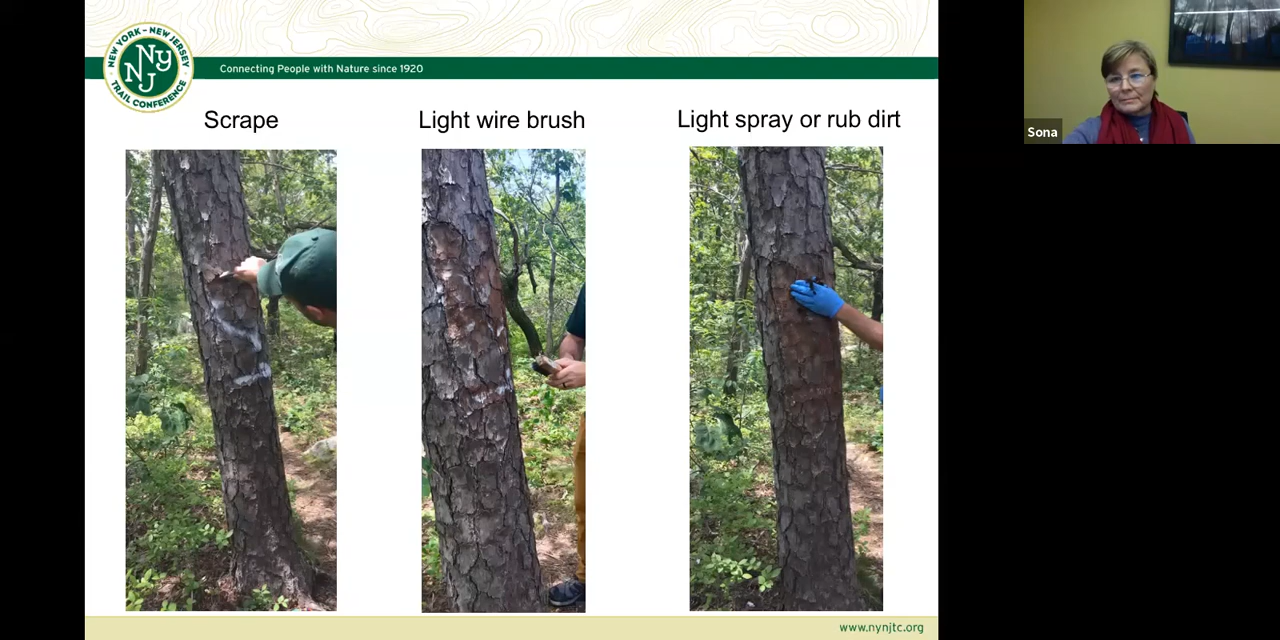 NEW YORK - NEW JERSEY
NY
NJ
TRAIL CONFERENCE
Connecting People with Nature since 1920
Scrape
Light wire brush
Light spray or rub dirt
Sona
www.nynjtc.org